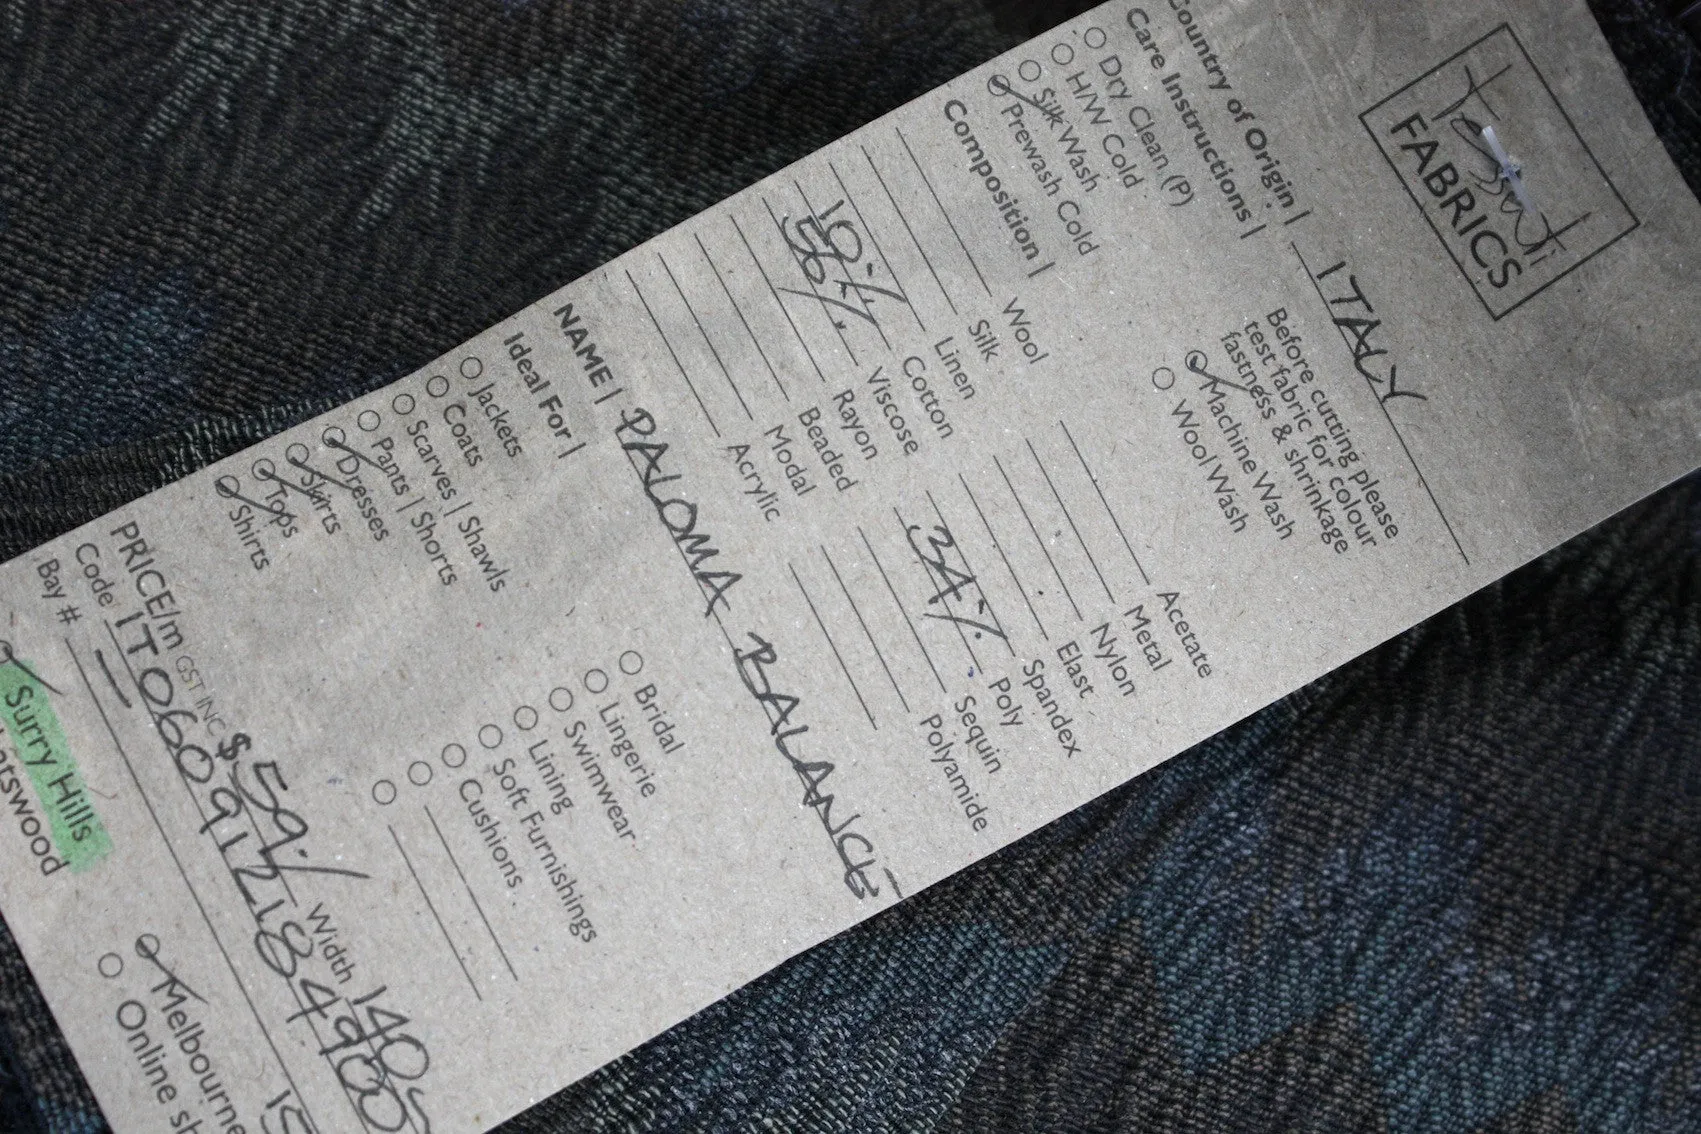 Tessuti
FABRICS
Country of Origin | ITALY
Care Instructions |
Before cutting please
test fabric for colour
fastness & shrinkage
Dry Clean (P)
H/W Cold
Silk Wash
Prewash Cold
Machine Wash
Wool Wash
Composition |
Wool
Silk
Linen
10% Cotton
56% Viscose
Rayon
Beaded
Modal
Acrylic
Acetate
Metal
Nylon
Elast
Spandex
34% Poly
Sequin
Polyamide
NAME | PALOMA BALANCE
Ideal For |
Jackets
Coats
Scarves | Shawls
Pants | Shorts
Dresses
Skirts
Tops
Shirts
Bridal
Lingerie
Swimwear
Lining
Soft Furnishings
Cushions
PRICE/m GST INC $59./ Width 140
Code IT060912184900
Bay # –
Surry Hills
Melbourne
Online